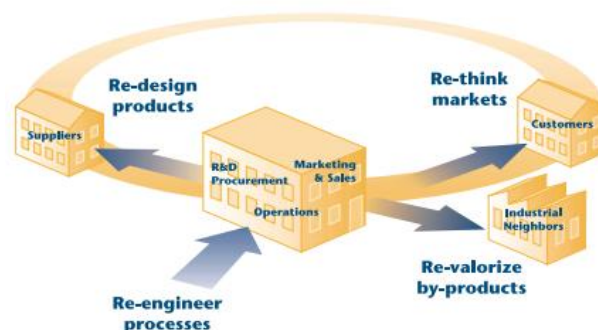 Re-design
products
Re-think
markets
Suppliers
Customers
R&D
Procurement
Marketing
& Sales
Operations
Industrial
Neighbors
Re-valorize
by-products
Re-engineer
processes